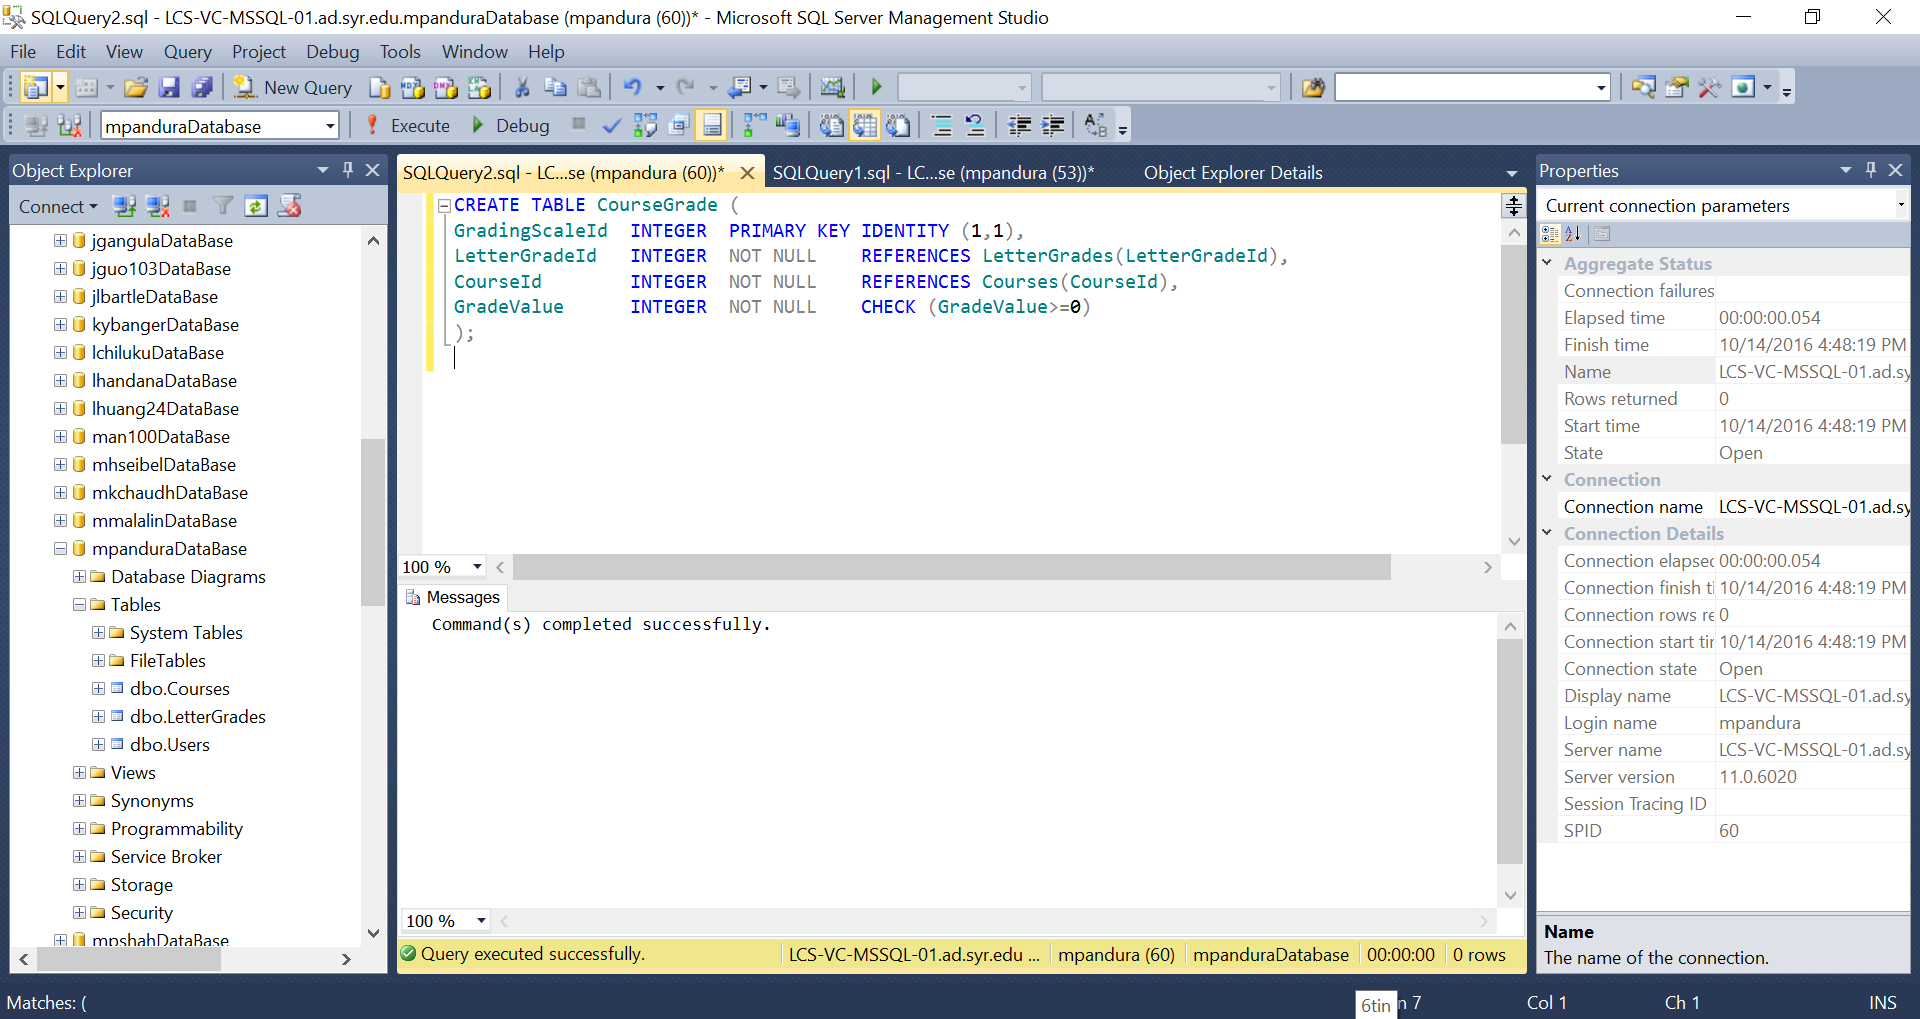 SQLQuery2.sql - LCS-VC-MSSQL-01.ad.syr.edu.mpanduraDatabase (mpandura (60))* - Microsoft SQL Server Management Studio
File Edit View Query Project Debug Tools Window Help
New Query
mpanduraDatabase Execute Debug
Object Explorer
Connect
jgangulaDataBase
jguo103DataBase
jlbartleDataBase
kybangerDataBase
lchilukuDataBase
lhandanaDataBase
lhuang24DataBase
man100DataBase
mhseibelDataBase
mkchaudhDataBase
mmalalinDataBase
mpanduraDataBase
Database Diagrams
Tables
System Tables
FileTables
dbo.Courses
dbo.LetterGrades
dbo.Users
Views
Synonyms
Programmability
Service Broker
Storage
Security
mpshahDataBase
SQLQuery2.sql - LC...se (mpandura (60))* SQLQuery1.sql - LC...se (mpandura (53))* Object Explorer Details
CREATE TABLE CourseGrade (
GradingScaleId INTEGER PRIMARY KEY IDENTITY (1,1),
LetterGradeId INTEGER NOT NULL REFERENCES LetterGrades(LetterGradeId),
CourseId INTEGER NOT NULL REFERENCES Courses(CourseId),
GradeValue INTEGER NOT NULL CHECK (GradeValue>=0)
);
100 %
Messages
Command(s) completed successfully.
100 %
Query executed successfully. LCS-VC-MSSQL-01.ad.syr.edu ... mpandura (60) mpanduraDatabase 00:00:00 0 rows
Properties
Current connection parameters
Aggregate Status
Connection failures
Elapsed time 00:00:00.054
Finish time 10/14/2016 4:48:19 PM
Name LCS-VC-MSSQL-01.ad.sy
Rows returned 0
Start time 10/14/2016 4:48:19 PM
State Open
Connection
Connection name LCS-VC-MSSQL-01.ad.sy
Connection Details
Connection elapsec 00:00:00.054
Connection finish ti 10/14/2016 4:48:19 PM
Connection rows re 0
Connection start tir 10/14/2016 4:48:19 PM
Connection state Open
Display name LCS-VC-MSSQL-01.ad.sy
Login name mpandura
Server name LCS-VC-MSSQL-01.ad.sy
Server version 11.0.6020
Session Tracing ID
SPID 60
Name
The name of the connection.
Matches: ( 6tin n 7 Col 1 Ch 1 INS